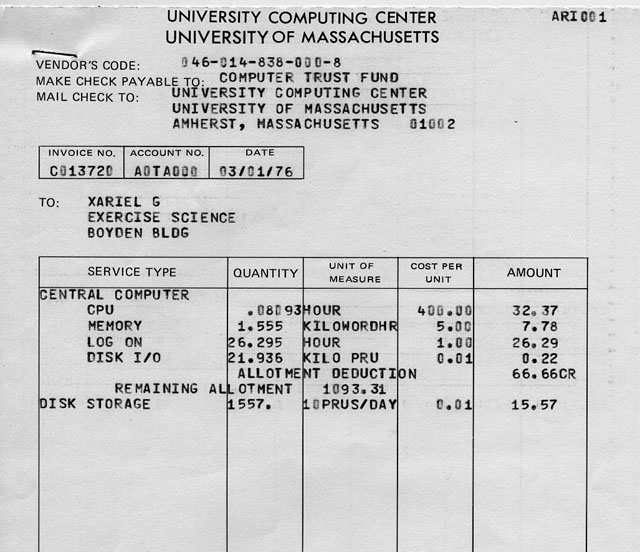 UNIVERSITY COMPUTING CENTER ARI001
UNIVERSITY OF MASSACHUSETTS
VENDOR'S CODE: 046-014-838-000-8
MAKE CHECK PAYABLE TO: COMPUTER TRUST FUND
MAIL CHECK TO: UNIVERSITY COMPUTING CENTER
UNIVERSITY OF MASSACHUSETTS
AMHERST, MASSACHUSETTS 01002
INVOICE NO. ACCOUNT NO. DATE
C013720 A0TA000 03/01/76
TO: XARIEL G
EXERCISE SCIENCE
BOYDEN BLDG
SERVICE TYPE QUANTITY UNIT OF MEASURE COST PER UNIT AMOUNT
CENTRAL COMPUTER
CPU .08093 HOUR 400.00 32.37
MEMORY 1.555 KILOWORDHR 5.00 7.78
LOG ON 26.295 HOUR 1.00 26.29
DISK I/O 21.936 KILO PRU 0.01 0.22
ALLOTMENT DEDUCTION 66.66CR
REMAINING ALLOTMENT 1093.31
DISK STORAGE 1557. 10PRUS/DAY 0.01 15.57